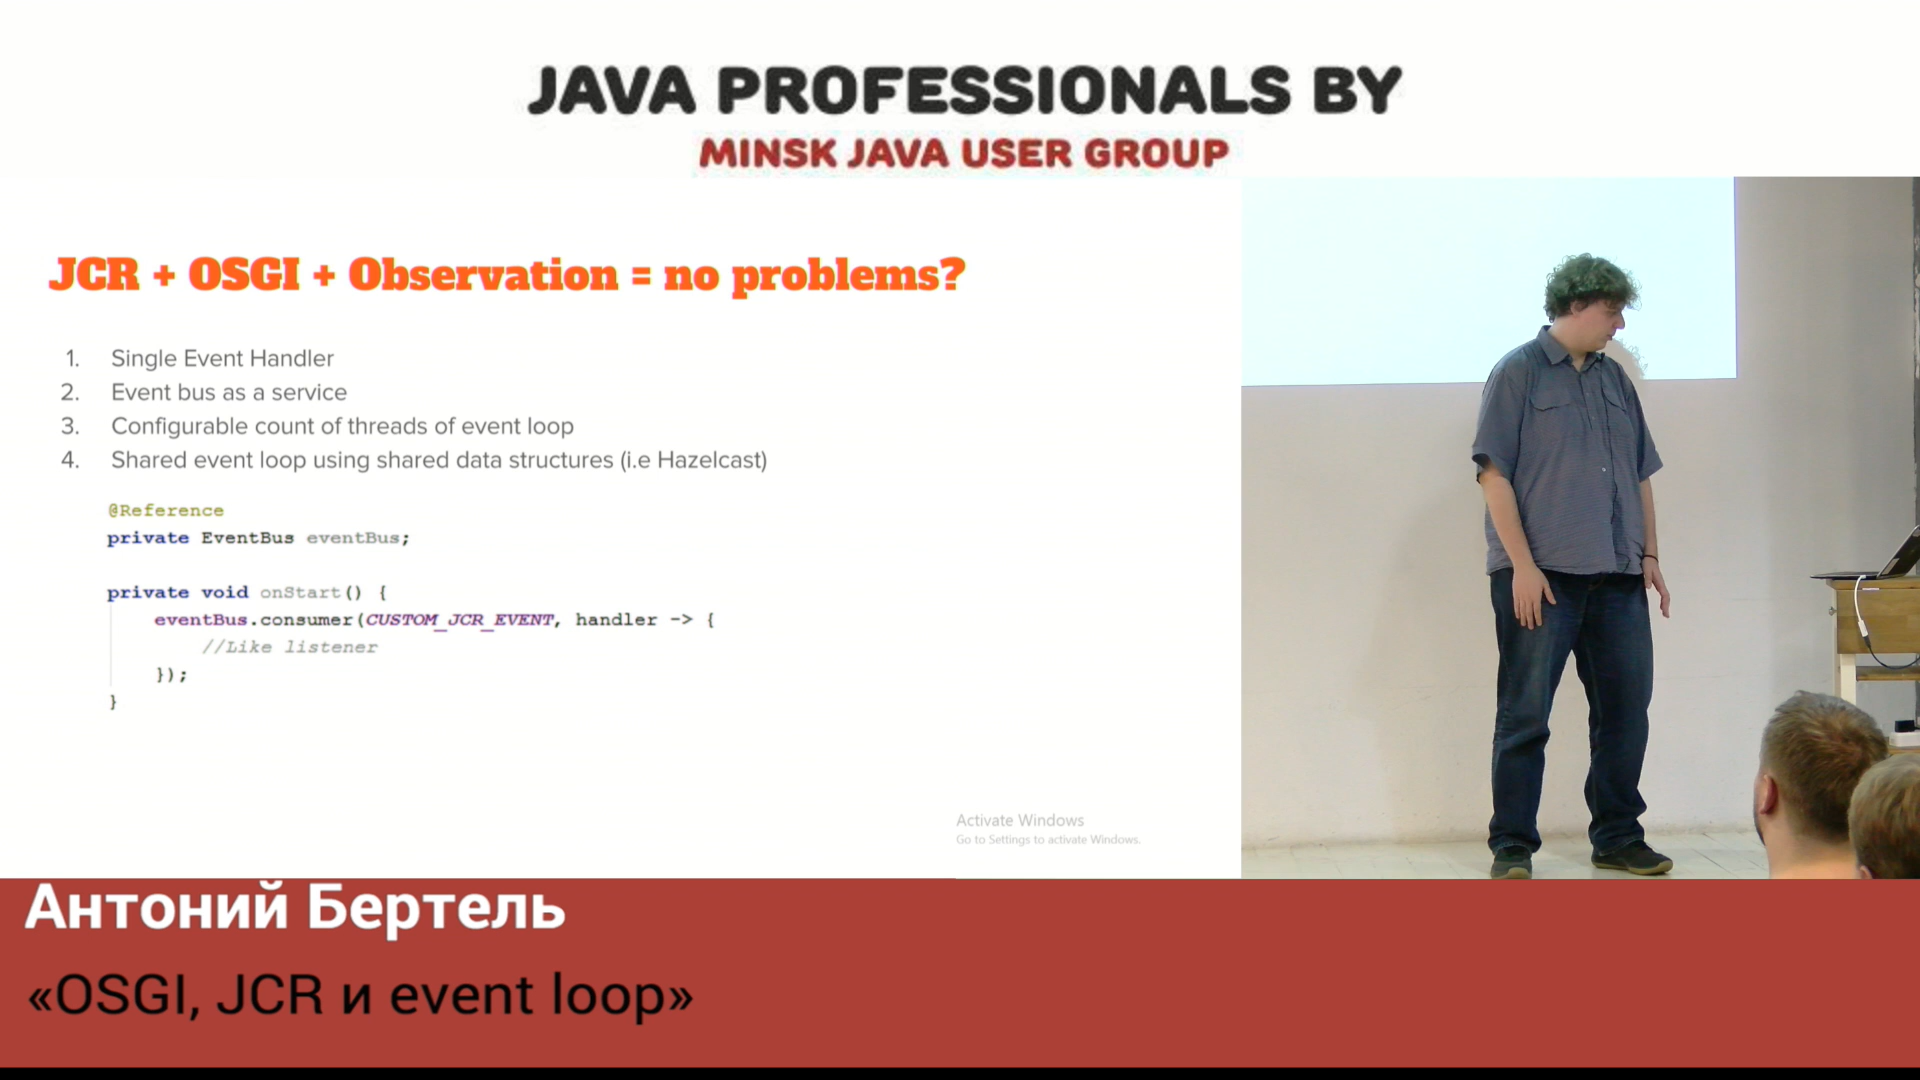 JAVA PROFESSIONALS BY
MINSK JAVA USER GROUP
JCR + OSGI + Observation = no problems?
1. Single Event Handler
2. Event bus as a service
3. Configurable count of threads of event loop
4. Shared event loop using shared data structures (i.e Hazelcast)
@Reference
private EventBus eventBus;
private void onStart() {
eventBus.consumer(CUSTOM_JCR_EVENT, handler -> {
//Like listener
});
}
Activate Windows
Go to Settings to activate Windows.
Антоний Бертель
«OSGI, JCR и event loop»